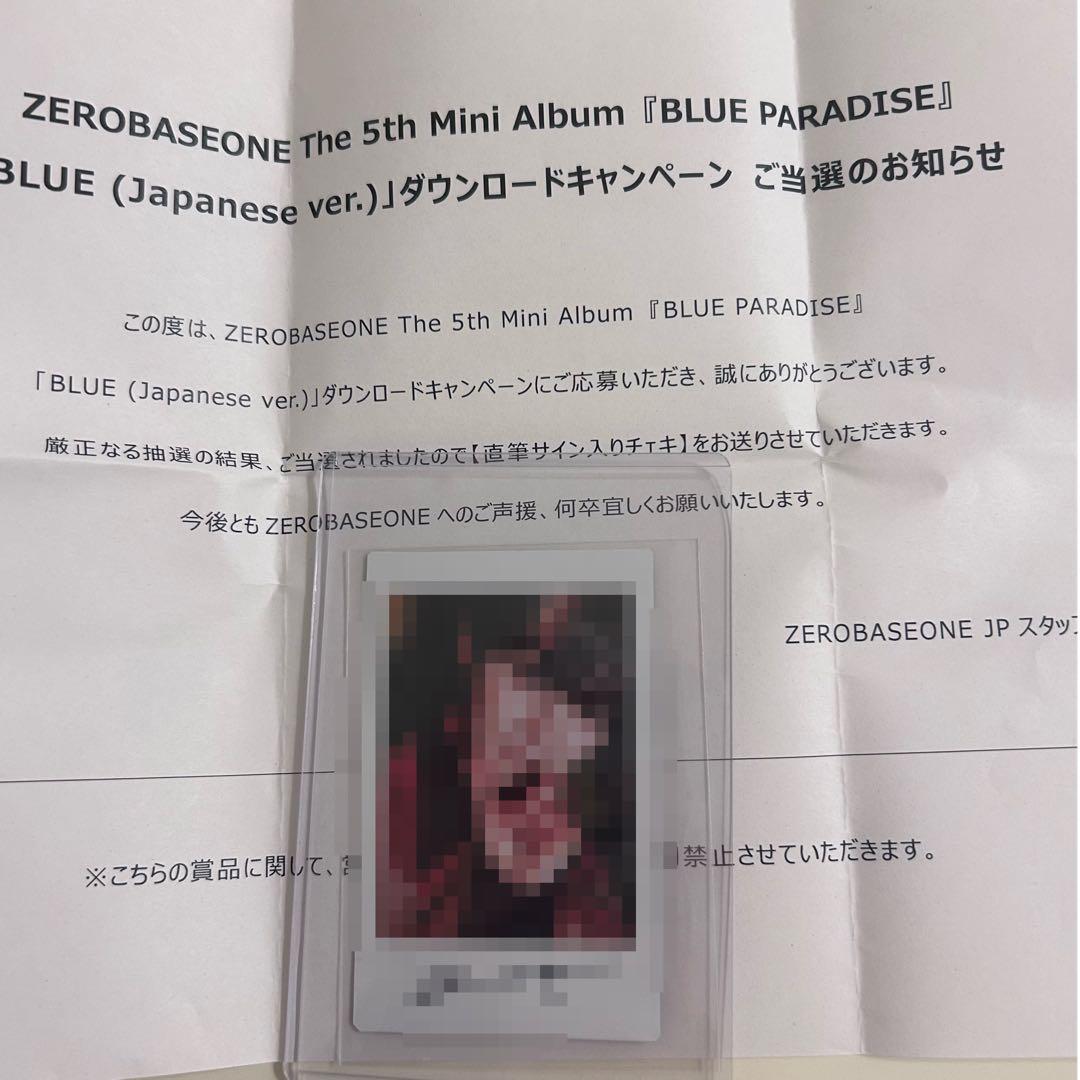 ZEROBASEONE The 5th Mini Album『BLUE PARADISE』
BLUE (Japanese ver.)」ダウンロードキャンペーン ご当選のお知らせ
この度は、ZEROBASEONE The 5th Mini Album『BLUE PARADISE』
「BLUE (Japanese ver.)」ダウンロードキャンペーンにご応募いただき、誠にありがとうございます。
厳正なる抽選の結果、ご当選されましたので【直筆サイン入りチェキ】をお送りさせていただきます。
今後とも ZEROBASEONE へのご声援、何卒宜しくお願いいたします。
ZEROBASEONE JP スタッフ
※こちらの賞品に関して、 禁止させていただきます。